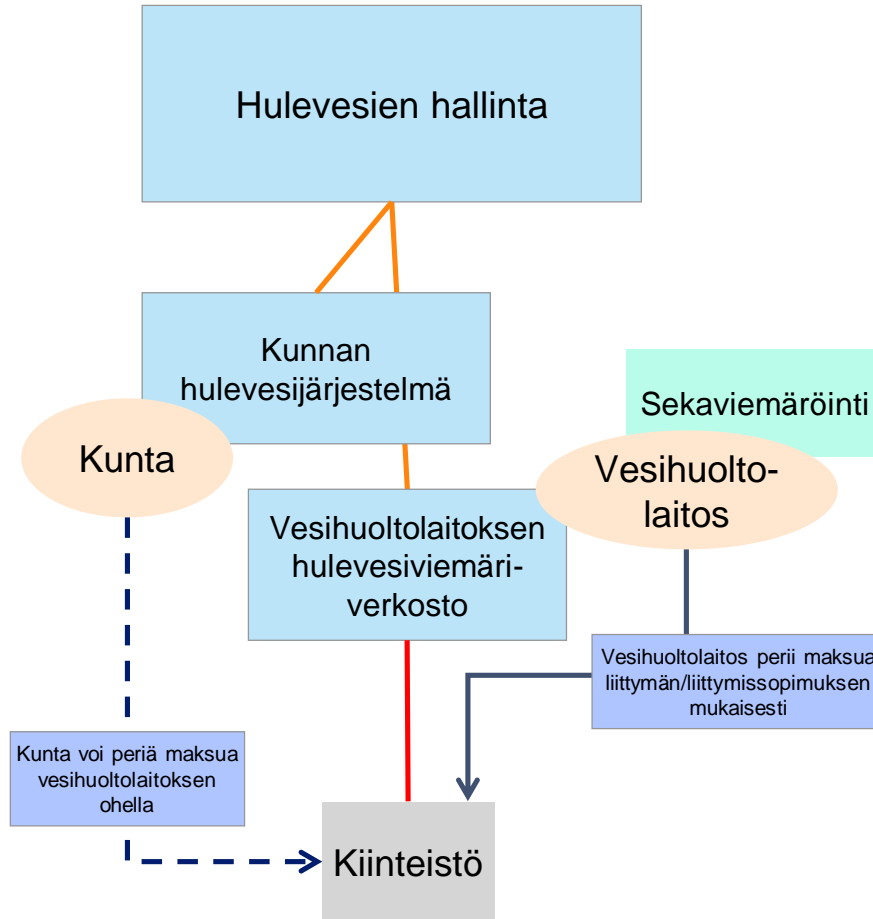 Hulevesien hallinta
Kunnan
hulevesijärjestelmä
Sekaviemäröinti
Kunta
Vesihuolto-
laitos
Vesihuoltolaitoksen
hulevesiviemäri-
verkosto
Vesihuoltolaitos perii maksua
liittymän/liittymissopimuksen
mukaisesti
Kunta voi periä maksua
vesihuoltolaitoksen
ohella
Kiinteistö